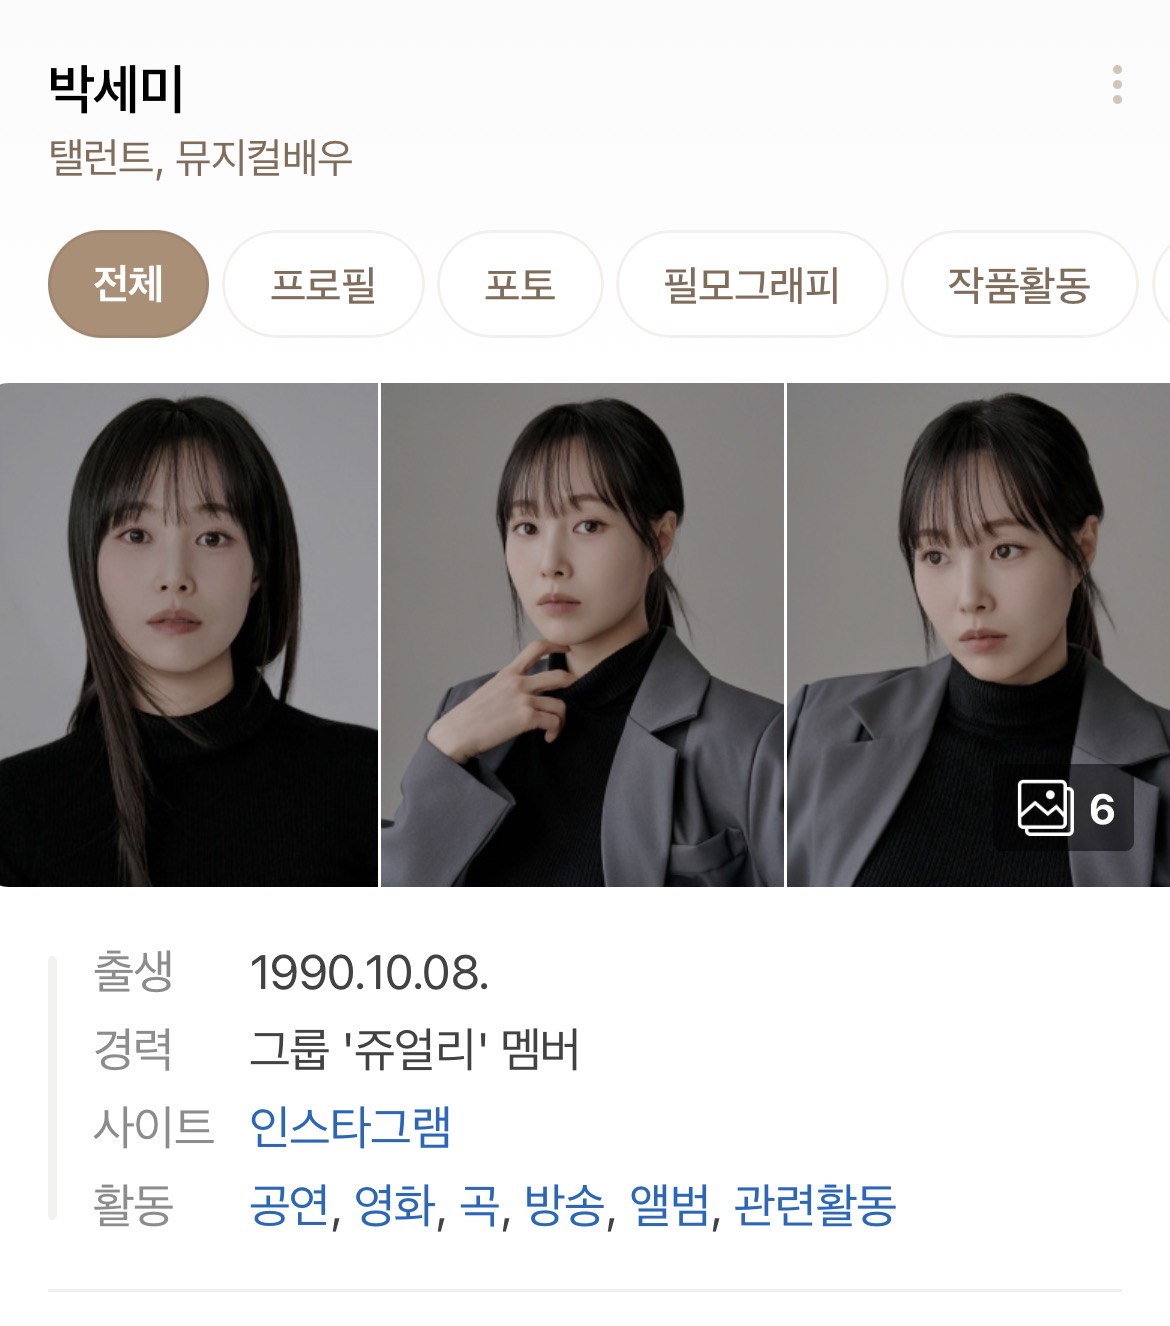 박세미
탤런트, 뮤지컬배우
전체 프로필 포토 필모그래피 작품활동
6
출생 1990.10.08.
경력 그룹 '쥬얼리' 멤버
사이트 인스타그램
활동 공연, 영화, 곡, 방송, 앨범, 관련활동